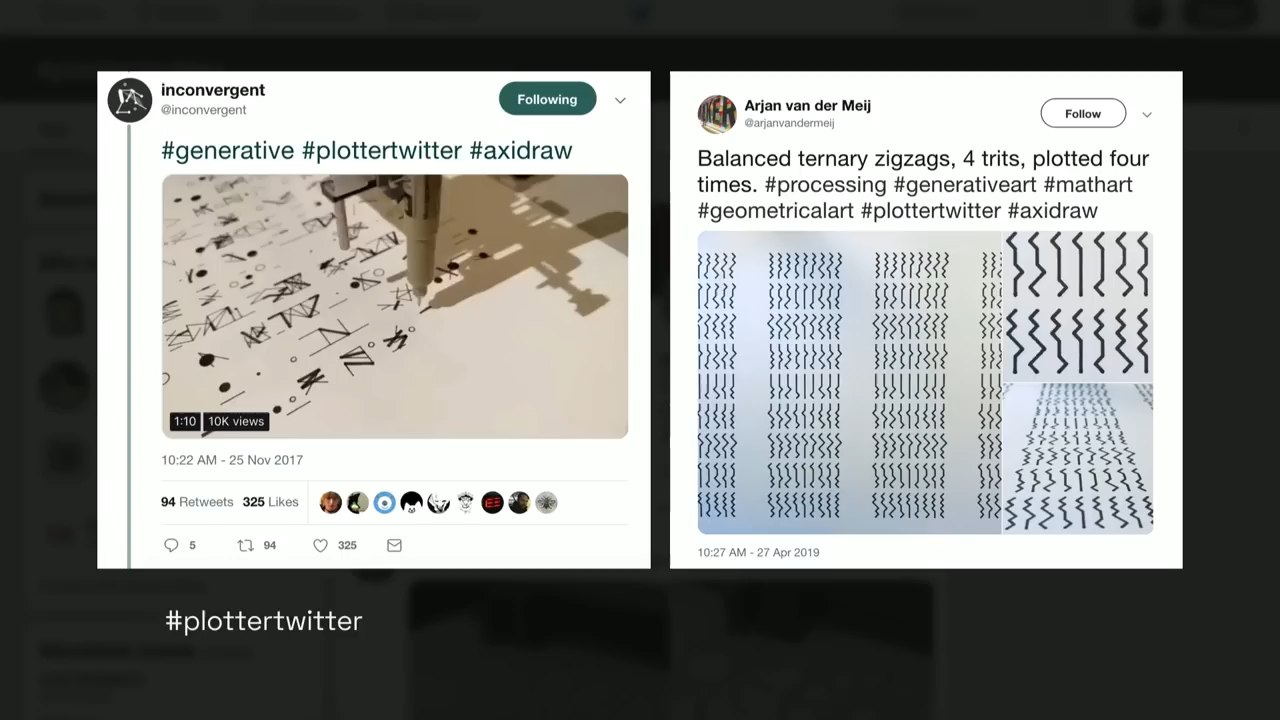 inconvergent
@inconvergent
Following
#generative #plottertwitter #axidraw
1:10 10K views
10:22 AM - 25 Nov 2017
94 Retweets 325 Likes
5 94 325
Arjan van der Meij
@arjanvandermeij
Follow
Balanced ternary zigzags, 4 trits, plotted four
times. #processing #generativeart #mathart
#geometricalart #plottertwitter #axidraw
10:27 AM - 27 Apr 2019
#plottertwitter